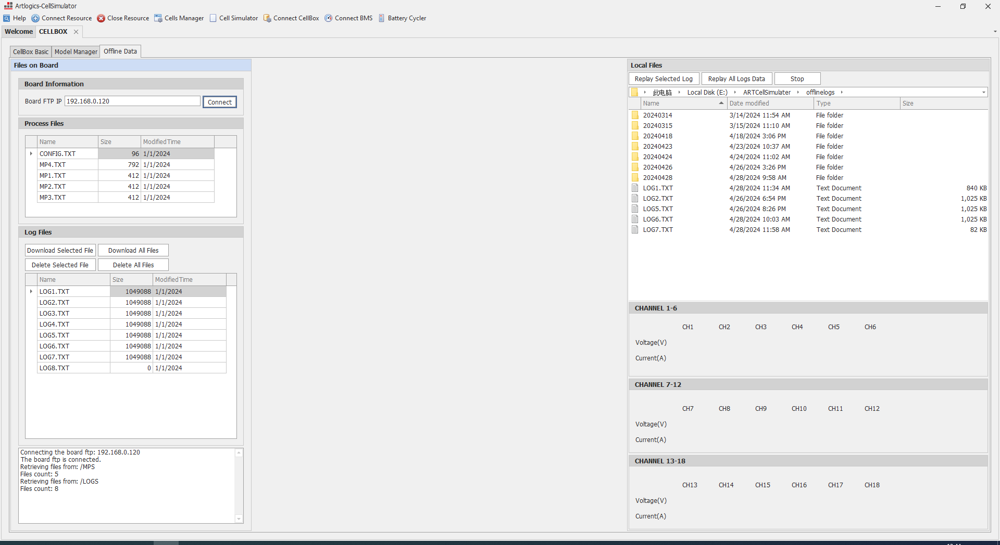 Artlogics-CellSimulator
Help Connect Resource Close Resource Cells Manager Cell Simulator Connect CellBox Connect BMS Battery Cycler
Welcome CELLBOX
CellBox Basic Model Manager Offline Data
Files on Board
Board Information
Board FTP IP 192.168.0.120 Connect
Process Files
Name Size ModifiedTime
CONFIG.TXT 96 1/1/2024
MP4.TXT 792 1/1/2024
MP1.TXT 412 1/1/2024
MP2.TXT 412 1/1/2024
MP3.TXT 412 1/1/2024
Log Files
Download Selected File Download All Files
Delete Selected File Delete All Files
Name Size ModifiedTime
LOG1.TXT 1049088 1/1/2024
LOG2.TXT 1049088 1/1/2024
LOG3.TXT 1049088 1/1/2024
LOG4.TXT 1049088 1/1/2024
LOG5.TXT 1049088 1/1/2024
LOG6.TXT 1049088 1/1/2024
LOG7.TXT 1049088 1/1/2024
LOG8.TXT 0 1/1/2024
Connecting the board ftp: 192.168.0.120
The board ftp is connected.
Retrieving files from: /MPS
Files count: 5
Retrieving files from: /LOGS
Files count: 8
Local Files
Replay Selected Log Replay All Logs Data Stop
此电脑 Local Disk (E:) ARTCellSimulater offlinelogs
Name Date modified Type Size
20240314 3/14/2024 11:54 AM File folder
20240315 3/15/2024 11:10 AM File folder
20240418 4/18/2024 3:06 PM File folder
20240423 4/23/2024 10:37 AM File folder
20240424 4/24/2024 11:02 AM File folder
20240426 4/26/2024 3:26 PM File folder
20240428 4/28/2024 9:58 AM File folder
LOG1.TXT 4/28/2024 11:34 AM Text Document 840 KB
LOG2.TXT 4/26/2024 6:54 PM Text Document 1,025 KB
LOG5.TXT 4/26/2024 8:26 PM Text Document 1,025 KB
LOG6.TXT 4/28/2024 10:03 AM Text Document 1,025 KB
LOG7.TXT 4/28/2024 11:58 AM Text Document 82 KB
CHANNEL 1-6
CH1 CH2 CH3 CH4 CH5 CH6
Voltage(V)
Current(A)
CHANNEL 7-12
CH7 CH8 CH9 CH10 CH11 CH12
Voltage(V)
Current(A)
CHANNEL 13-18
CH13 CH14 CH15 CH16 CH17 CH18
Voltage(V)
Current(A)